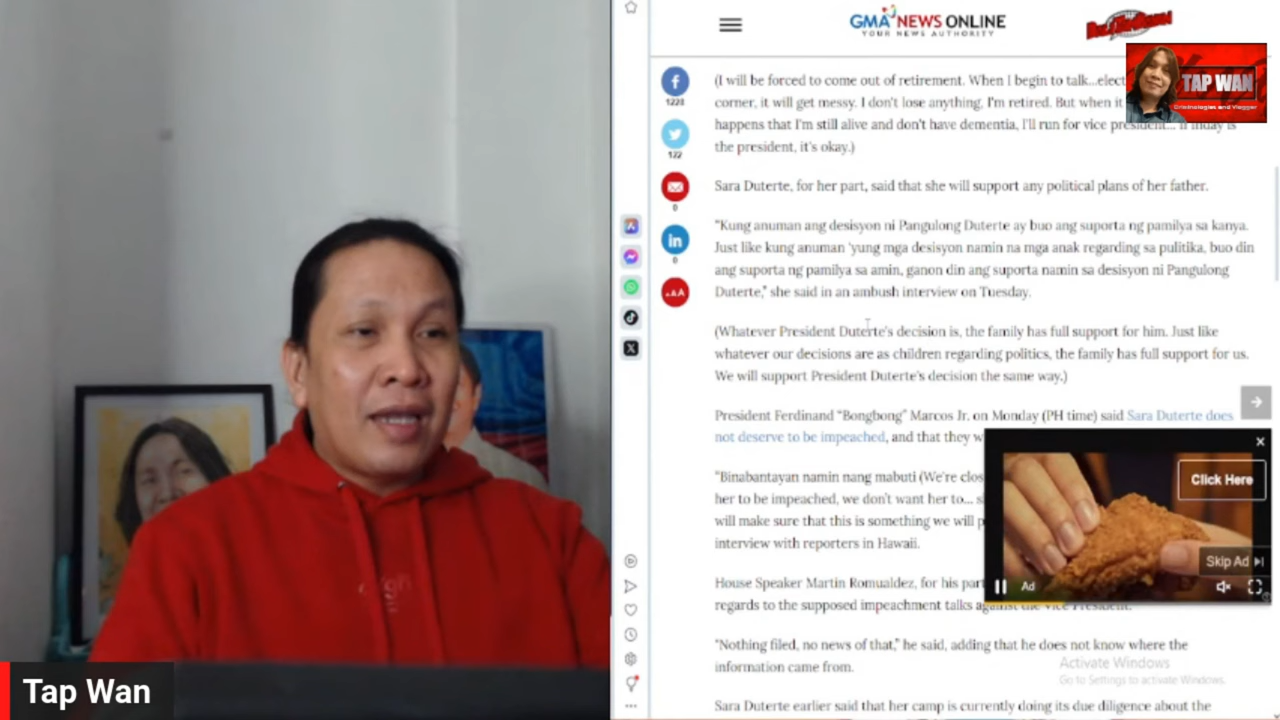 GMA NEWS ONLINE
YOUR NEWS AUTHORITY
TAP WAN
Criminologies and Vlogger
1228
122
0
0
AAA
(I will be forced to come out of retirement. When I begin to talk...elect
corner, it will get messy. I don't lose anything, I'm retired. But when it
happens that I'm still alive and don't have dementia, I'll run for vice president... If Inday is
the president, it's okay.)
Sara Duterte, for her part, said that she will support any political plans of her father.
"Kung anuman ang desisyon ni Pangulong Duterte ay buo ang suporta ng pamilya sa kanya.
Just like kung anuman 'yung mga desisyon namin na mga anak regarding sa pulitika, buo din
ang suporta ng pamilya sa amin, ganon din ang suporta namin sa desisyon ni Pangulong
Duterte," she said in an ambush interview on Tuesday.
(Whatever President Duterte's decision is, the family has full support for him. Just like
whatever our decisions are as children regarding politics, the family has full support for us.
We will support President Duterte's decision the same way.)
President Ferdinand "Bongbong" Marcos Jr. on Monday (PH time) said Sara Duterte does
not deserve to be impeached, and that they w
"Binabantayan namin nang mabuti (We're clos
her to be impeached, we don't want her to... s
will make sure that this is something we will p
interview with reporters in Hawaii.
House Speaker Martin Romualdez, for his par
regards to the supposed impeachment talks against the Vice President.
"Nothing filed, no news of that," he said, adding that he does not know where the
information came from.
Sara Duterte earlier said that her camp is currently doing its due diligence about the
Click Here
Skip Ad
Ad
Activate Windows
Go to Settings to activate Windows.
Tap Wan